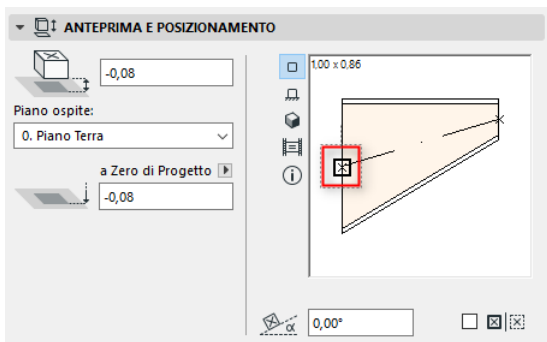 ANTEPRIMA E POSIZIONAMENTO
-0,08
Piano ospite:
0. Piano Terra
a Zero di Progetto
-0,08
1,00 x 0,86
α
0,00°